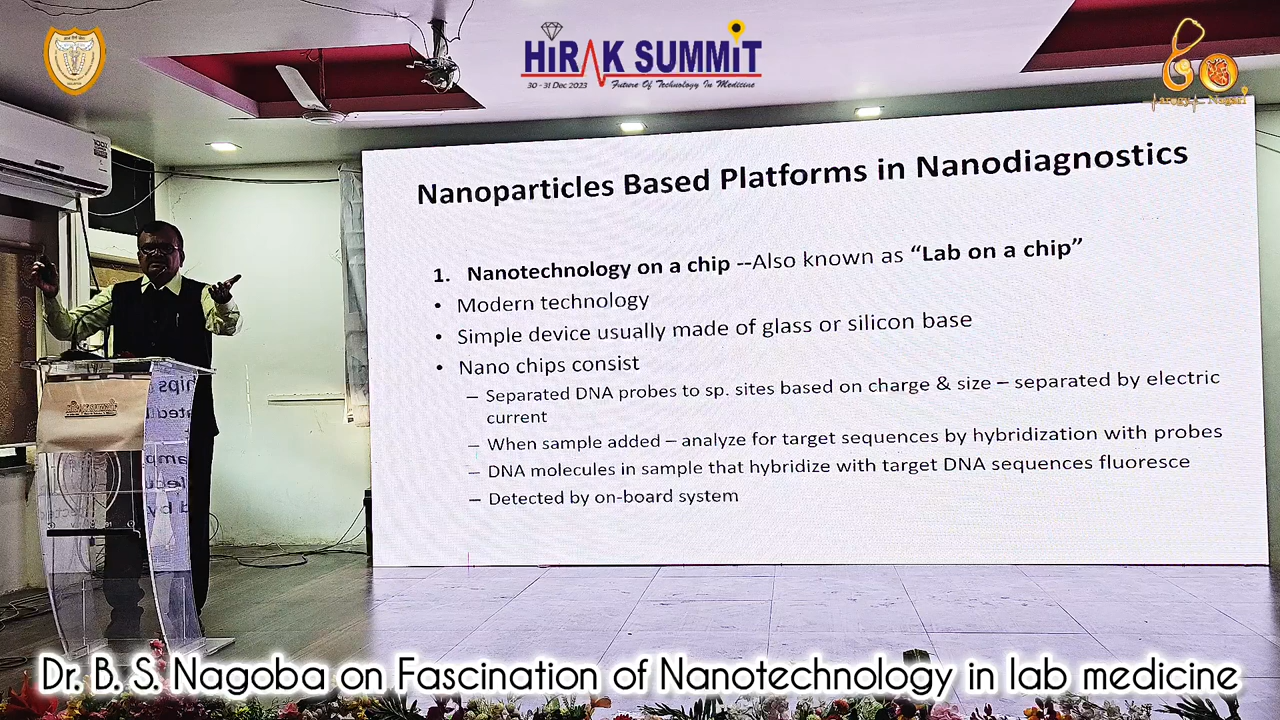 HiRAK SUMMiT
30 - 31 Dec 2023 Future Of Technology In Medicine
Arogya Nagari
Nanoparticles Based Platforms in Nanodiagnostics
1. Nanotechnology on a chip --Also known as “Lab on a chip”
• Modern technology
• Simple device usually made of glass or silicon base
• Nano chips consist
– Separated DNA probes to sp. sites based on charge & size – separated by electric
current
– When sample added – analyze for target sequences by hybridization with probes
– DNA molecules in sample that hybridize with target DNA sequences fluoresce
– Detected by on-board system
HiRAK SUMMiT
Dr. B. S. Nagoba on Fascination of Nanotechnology in lab medicine